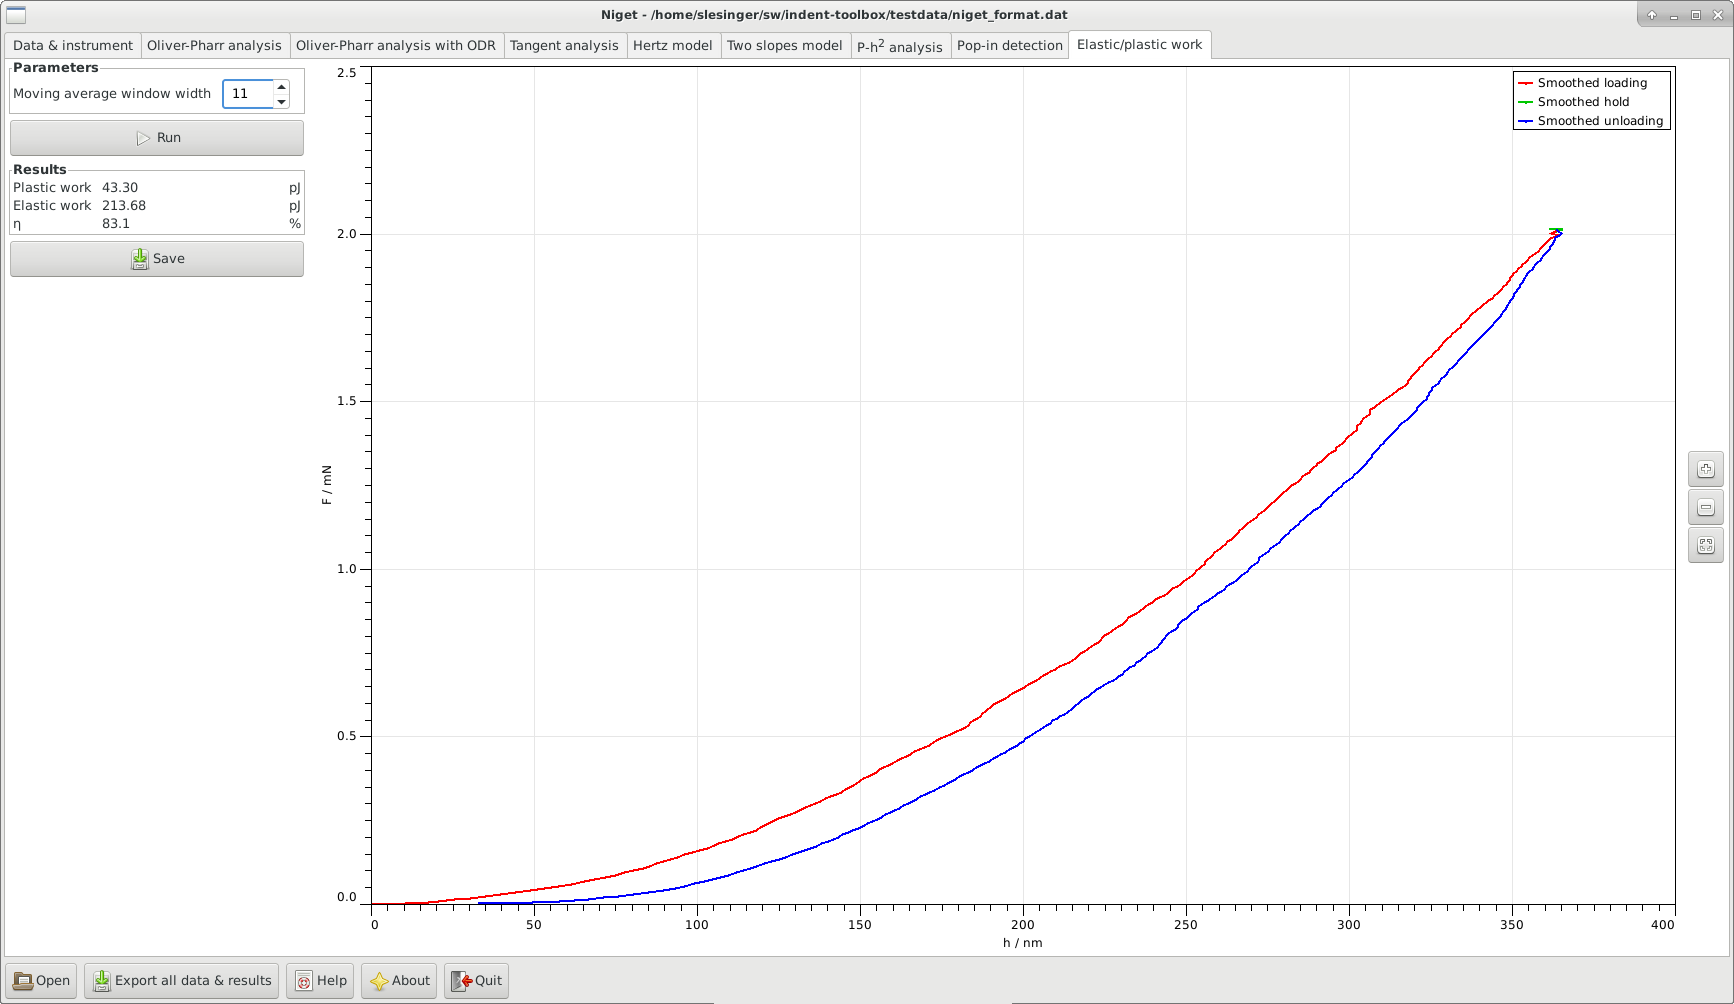 Niget - /home/slesinger/sw/indent-toolbox/testdata/niget_format.dat
Data & instrument Oliver-Pharr analysis Oliver-Pharr analysis with ODR Tangent analysis Hertz model Two slopes model P-h² analysis Pop-in detection Elastic/plastic work
Parameters
Moving average window width 11
Run
Results
Plastic work 43.30 pJ
Elastic work 213.68 pJ
η 83.1 %
Save
2.5
2.0
1.5
1.0
0.5
0.0
F / mN
Smoothed loading
Smoothed hold
Smoothed unloading
0 50 100 150 200 250 300 350 400
h / nm
Open Export all data & results Help About Quit